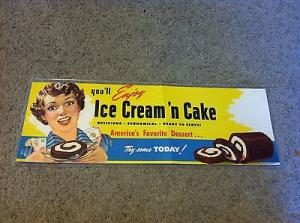 you'll Enjoy
Ice Cream 'n Cake
DELICIOUS - ECONOMICAL - READY TO SERVE!
America's Favorite Dessert...
Try some TODAY!